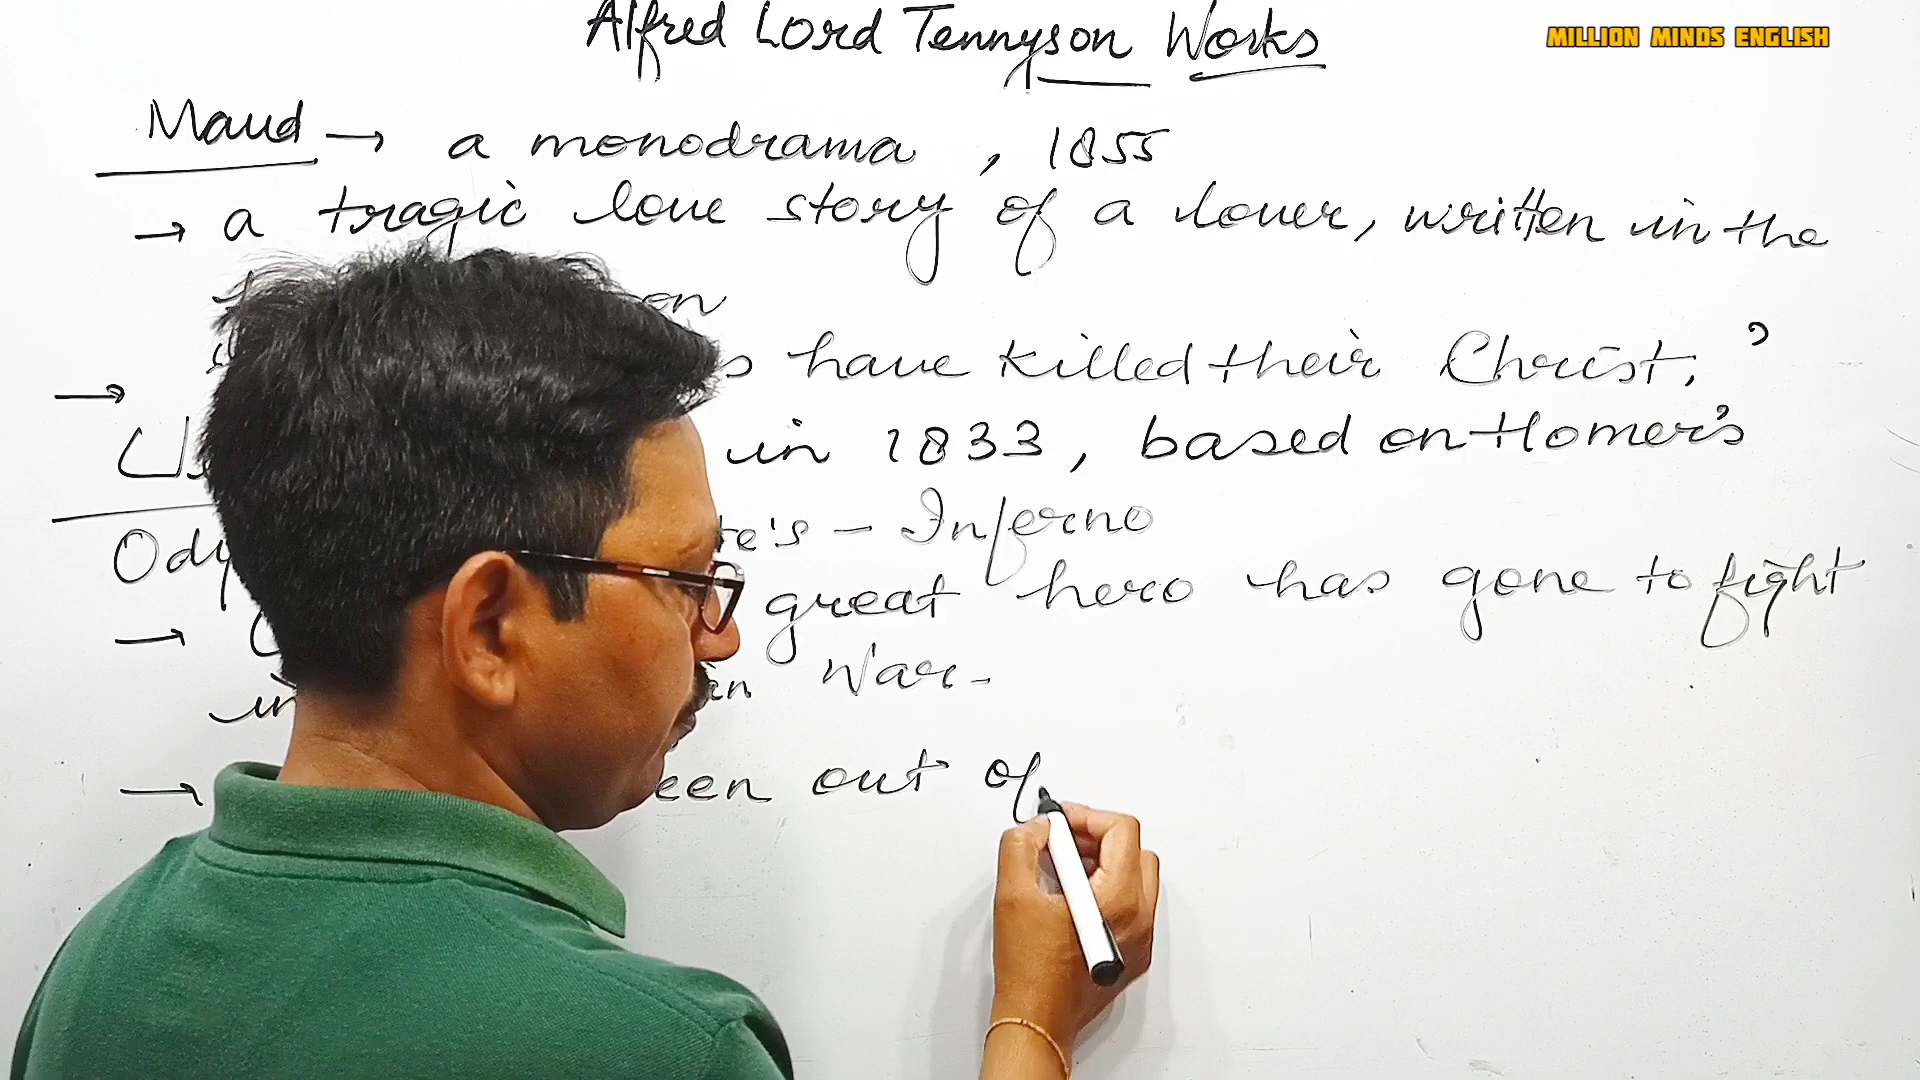 Alfred Lord Tennyson Works
MILLION MINDS ENGLISH
Maud → a monodrama , 1855
→ a tragic love story of a lover, written in the
on
have killed their Christ. ’
→
in 1833 , based on Homer's
– Inferno
→ great hero has gone to fight
in War.
→ out of